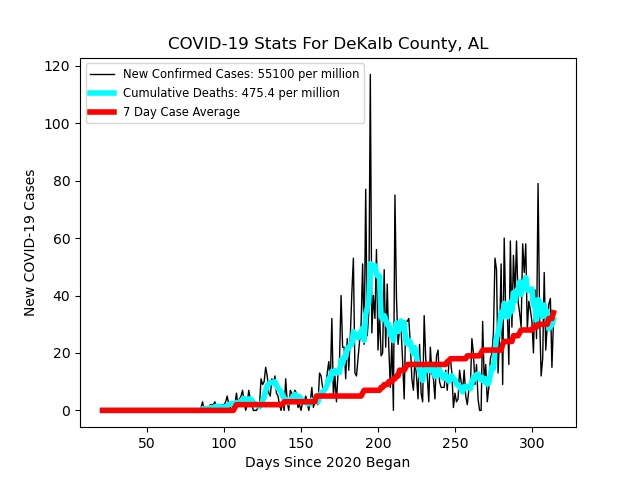 COVID-19 Stats For DeKalb County, AL
New Confirmed Cases: 55100 per million
Cumulative Deaths: 475.4 per million
7 Day Case Average
New COVID-19 Cases
120
100
80
60
40
20
0
50
100
150
200
250
300
Days Since 2020 Began